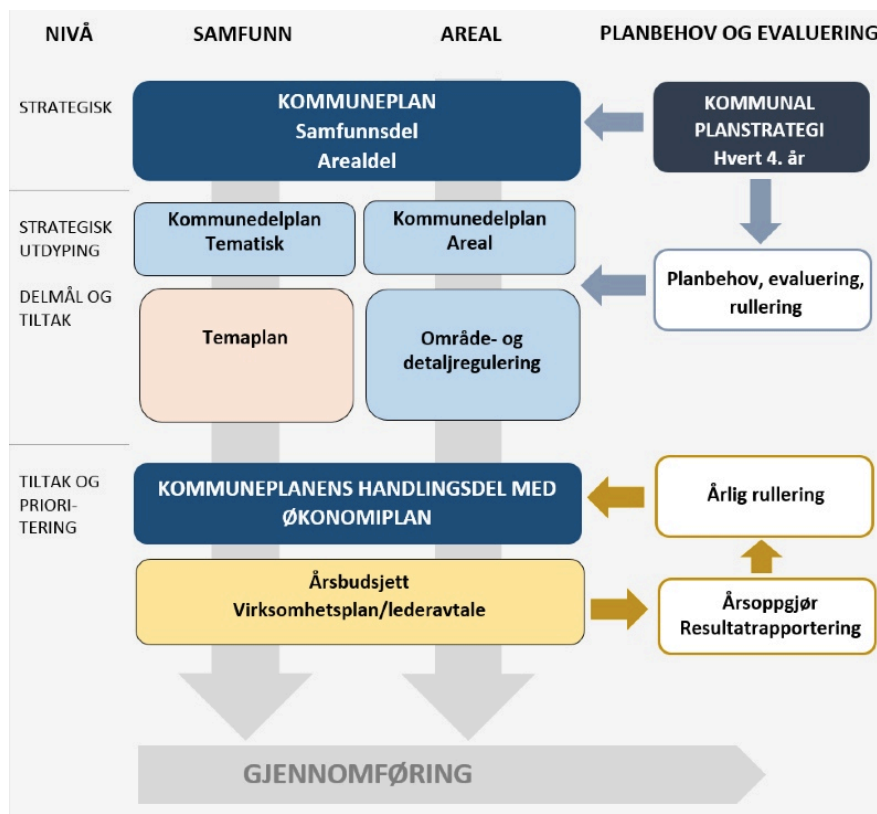 NIVÅ
SAMFUNN
AREAL
PLANBEHOV OG EVALUERING
STRATEGISK
KOMMUNEPLAN
Samfunnsdel
Arealdel
KOMMUNAL
PLANSTRATEGI
Hvert 4. år
STRATEGISK
UTDYPING
Kommunedelplan
Tematisk
Kommunedelplan
Areal
Planbehov, evaluering,
rullering
DELMÅL OG
TILTAK
Temaplan
Område- og
detaljregulering
TILTAK OG
PRIORI-
TERING
KOMMUNEPLANENS HANDLINGSDEL MED
ØKONOMIPLAN
Årlig rullering
Årsbudsjett
Virksomhetsplan/lederavtale
Årsoppgjør
Resultatrapportering
GJENNOMFØRING